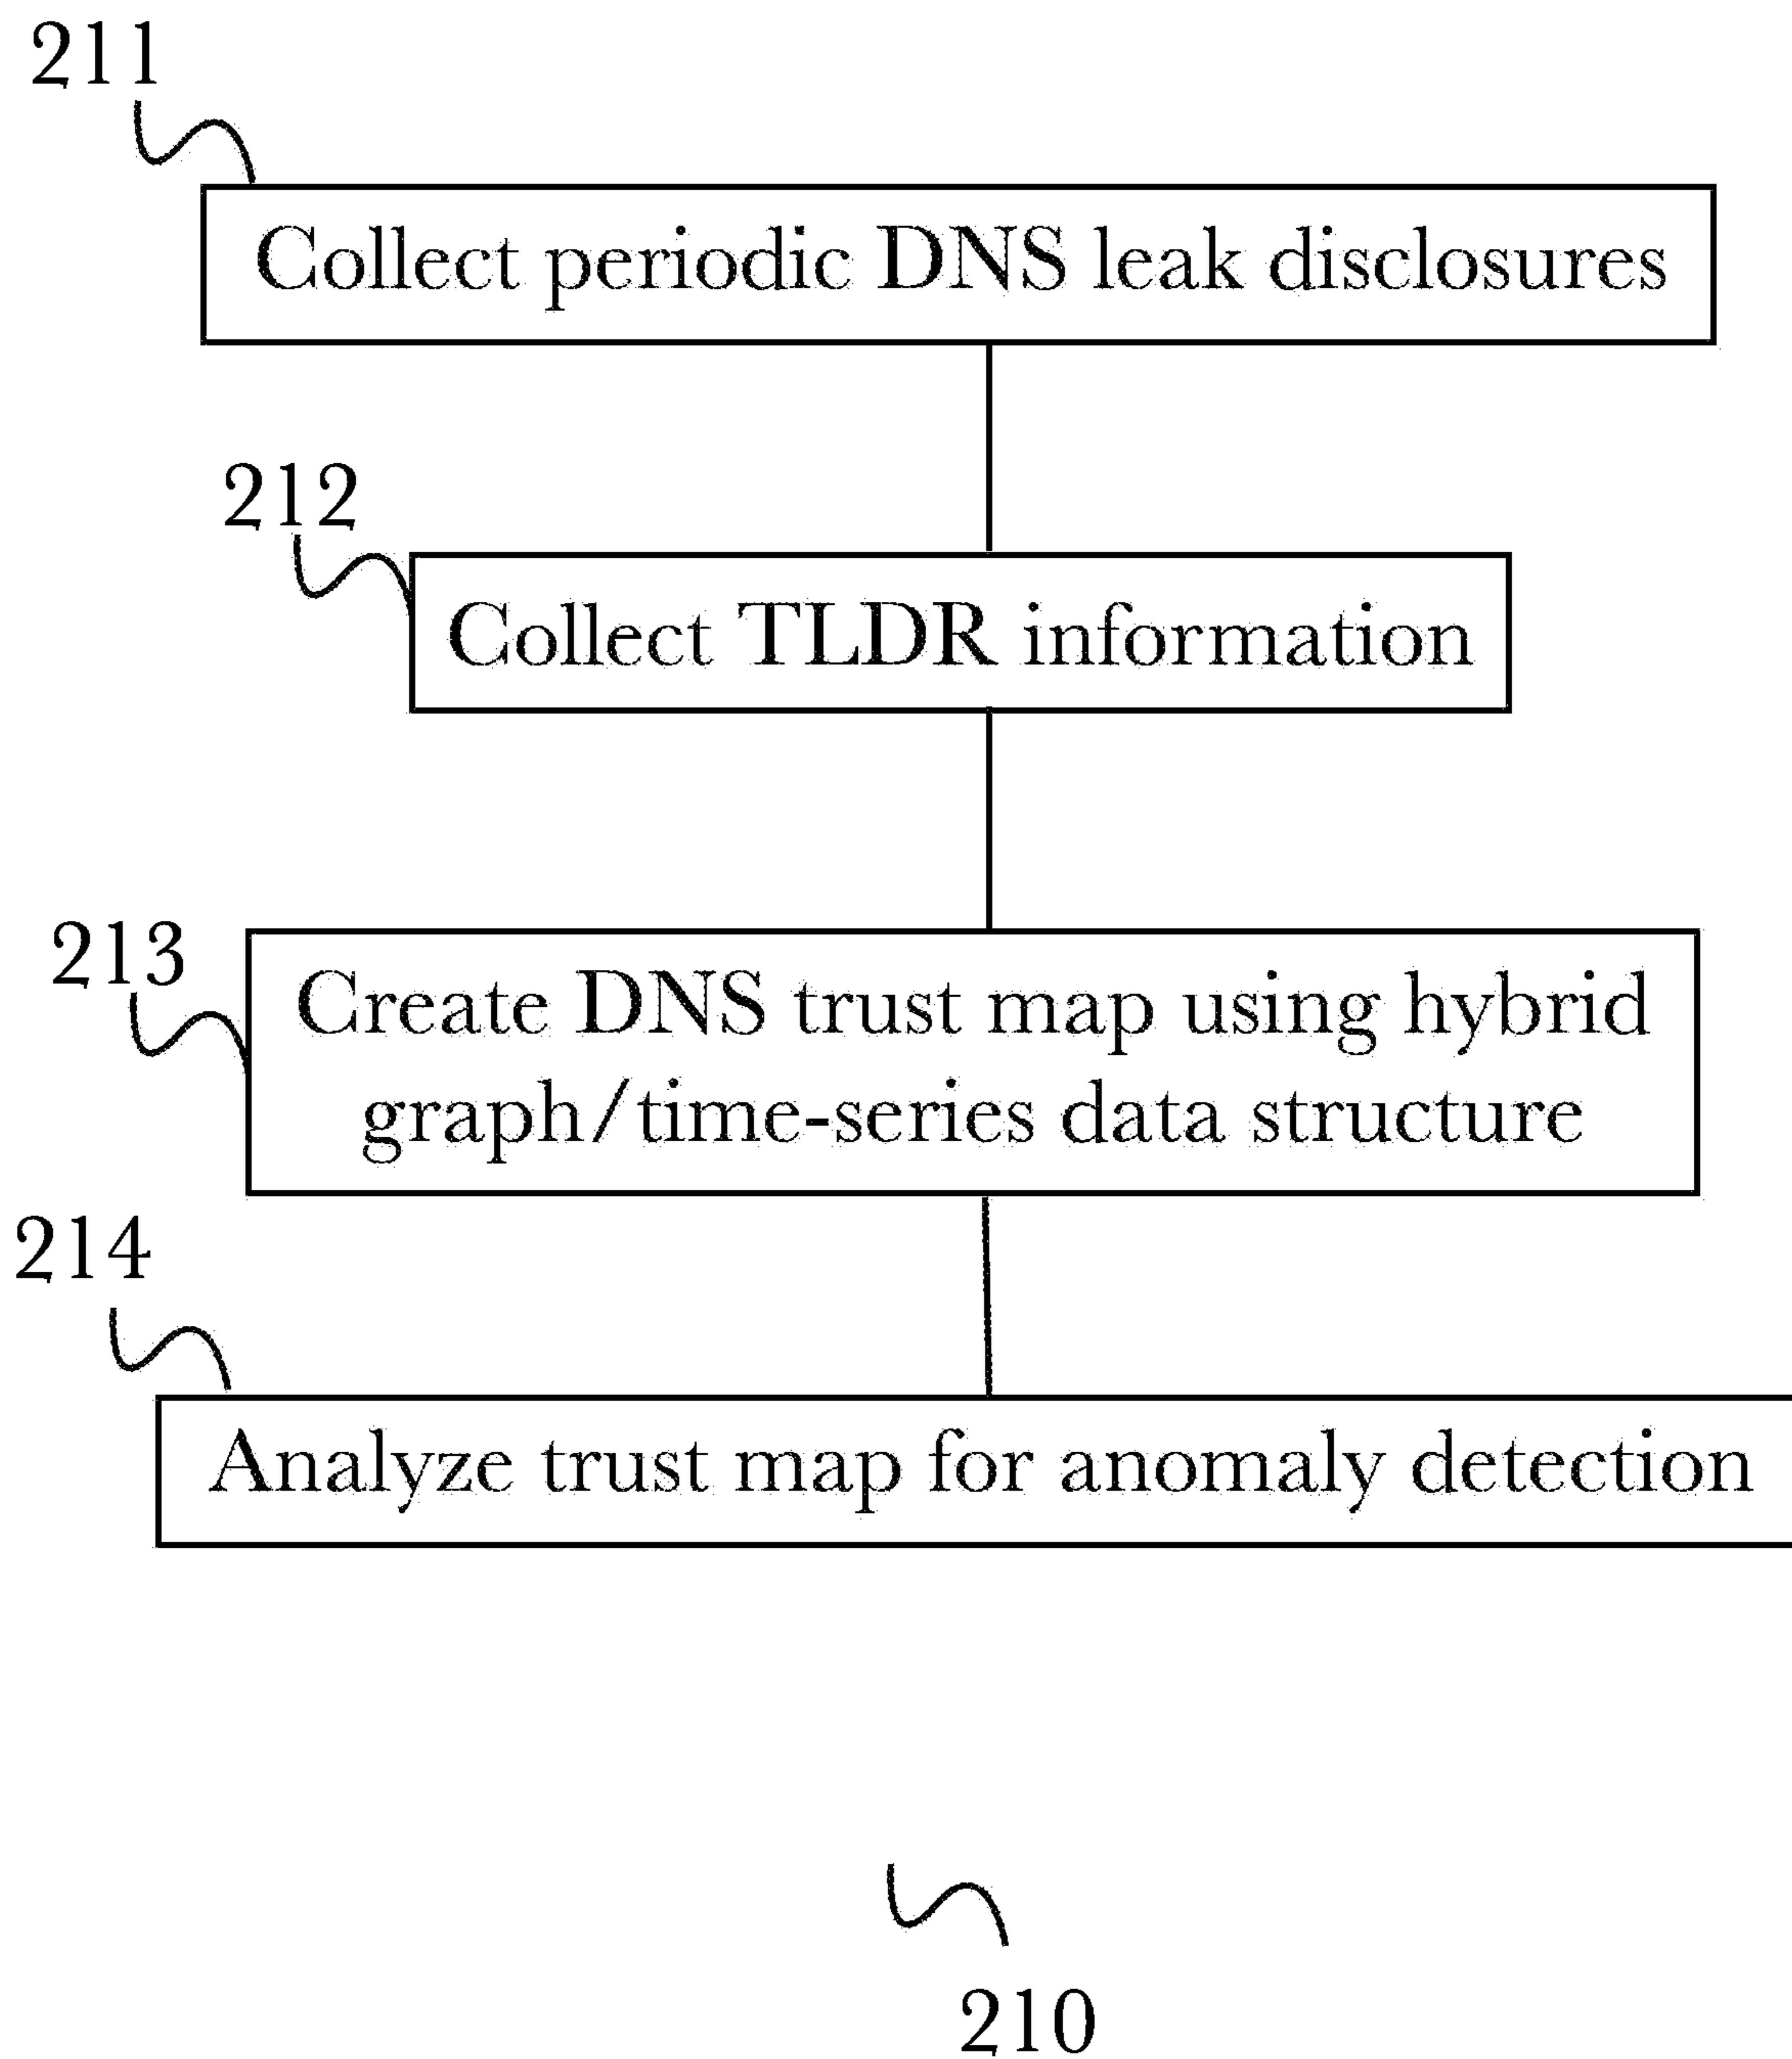 211
Collect periodic DNS leak disclosures
212
Collect TLDR information
213
Create DNS trust map using hybrid
graph/time-series data structure
214
Analyze trust map for anomaly detection
210